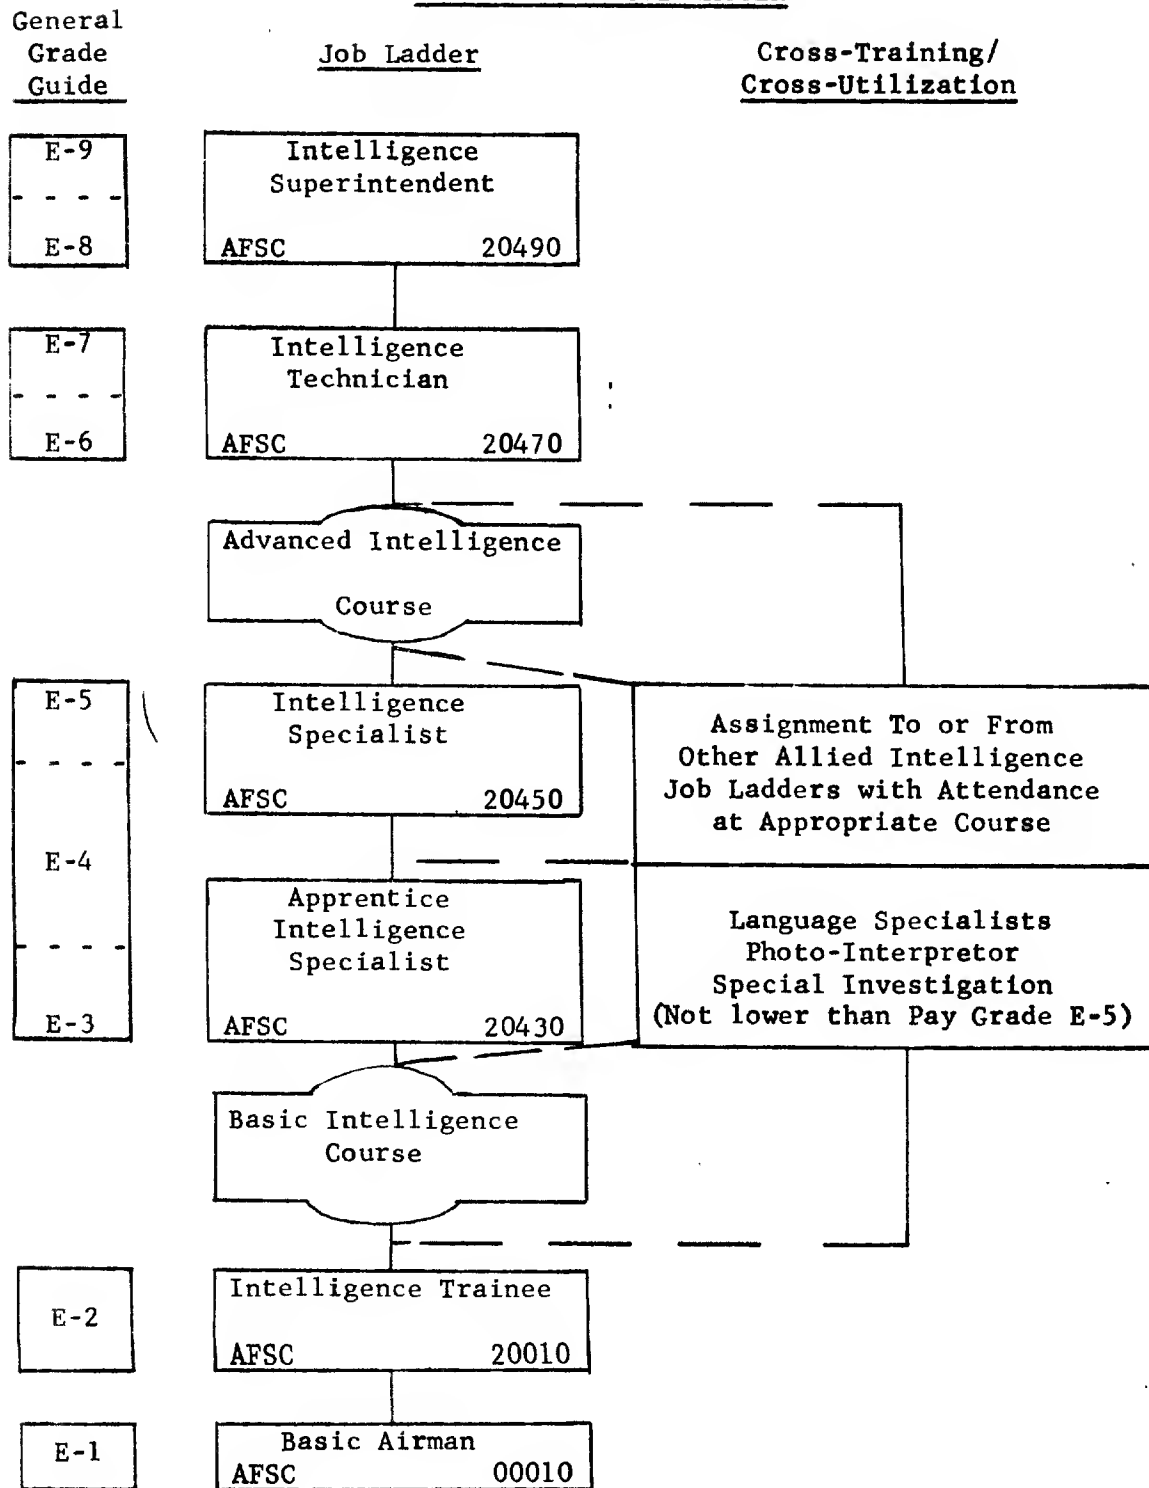 General
Grade
Guide
Job Ladder
Cross-Training/
Cross-Utilization
E-9
E-8
Intelligence
Superintendent
AFSC 20490
E-7
E-6
Intelligence
Technician
AFSC 20470
Advanced Intelligence
Course
E-5
E-4
E-3
Intelligence
Specialist
AFSC 20450
Assignment To or From
Other Allied Intelligence
Job Ladders with Attendance
at Appropriate Course
Apprentice
Intelligence
Specialist
AFSC 20430
Language Specialists
Photo-Interpretor
Special Investigation
(Not lower than Pay Grade E-5)
Basic Intelligence
Course
E-2
Intelligence Trainee
AFSC 20010
E-1
Basic Airman
AFSC 00010